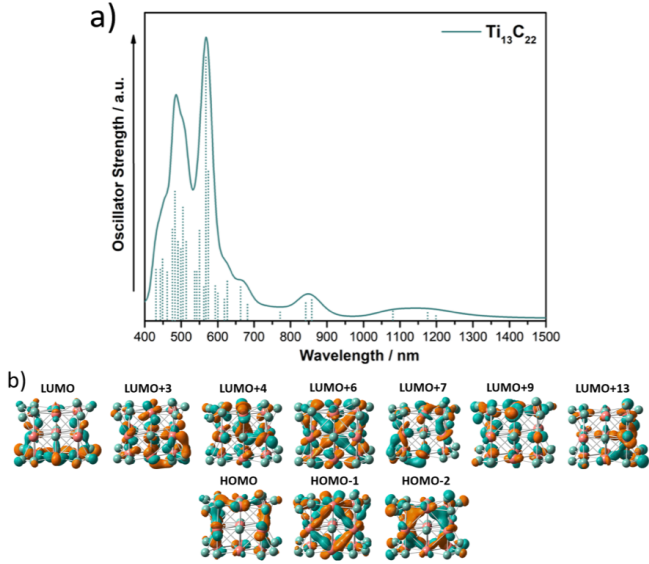 a)
Ti₁₃C₂₂
Oscillator Strength / a.u.
400 500 600 700 800 900 1000 1100 1200 1300 1400 1500
Wavelength / nm
b)
LUMO LUMO+3 LUMO+4 LUMO+6 LUMO+7 LUMO+9 LUMO+13
HOMO HOMO-1 HOMO-2